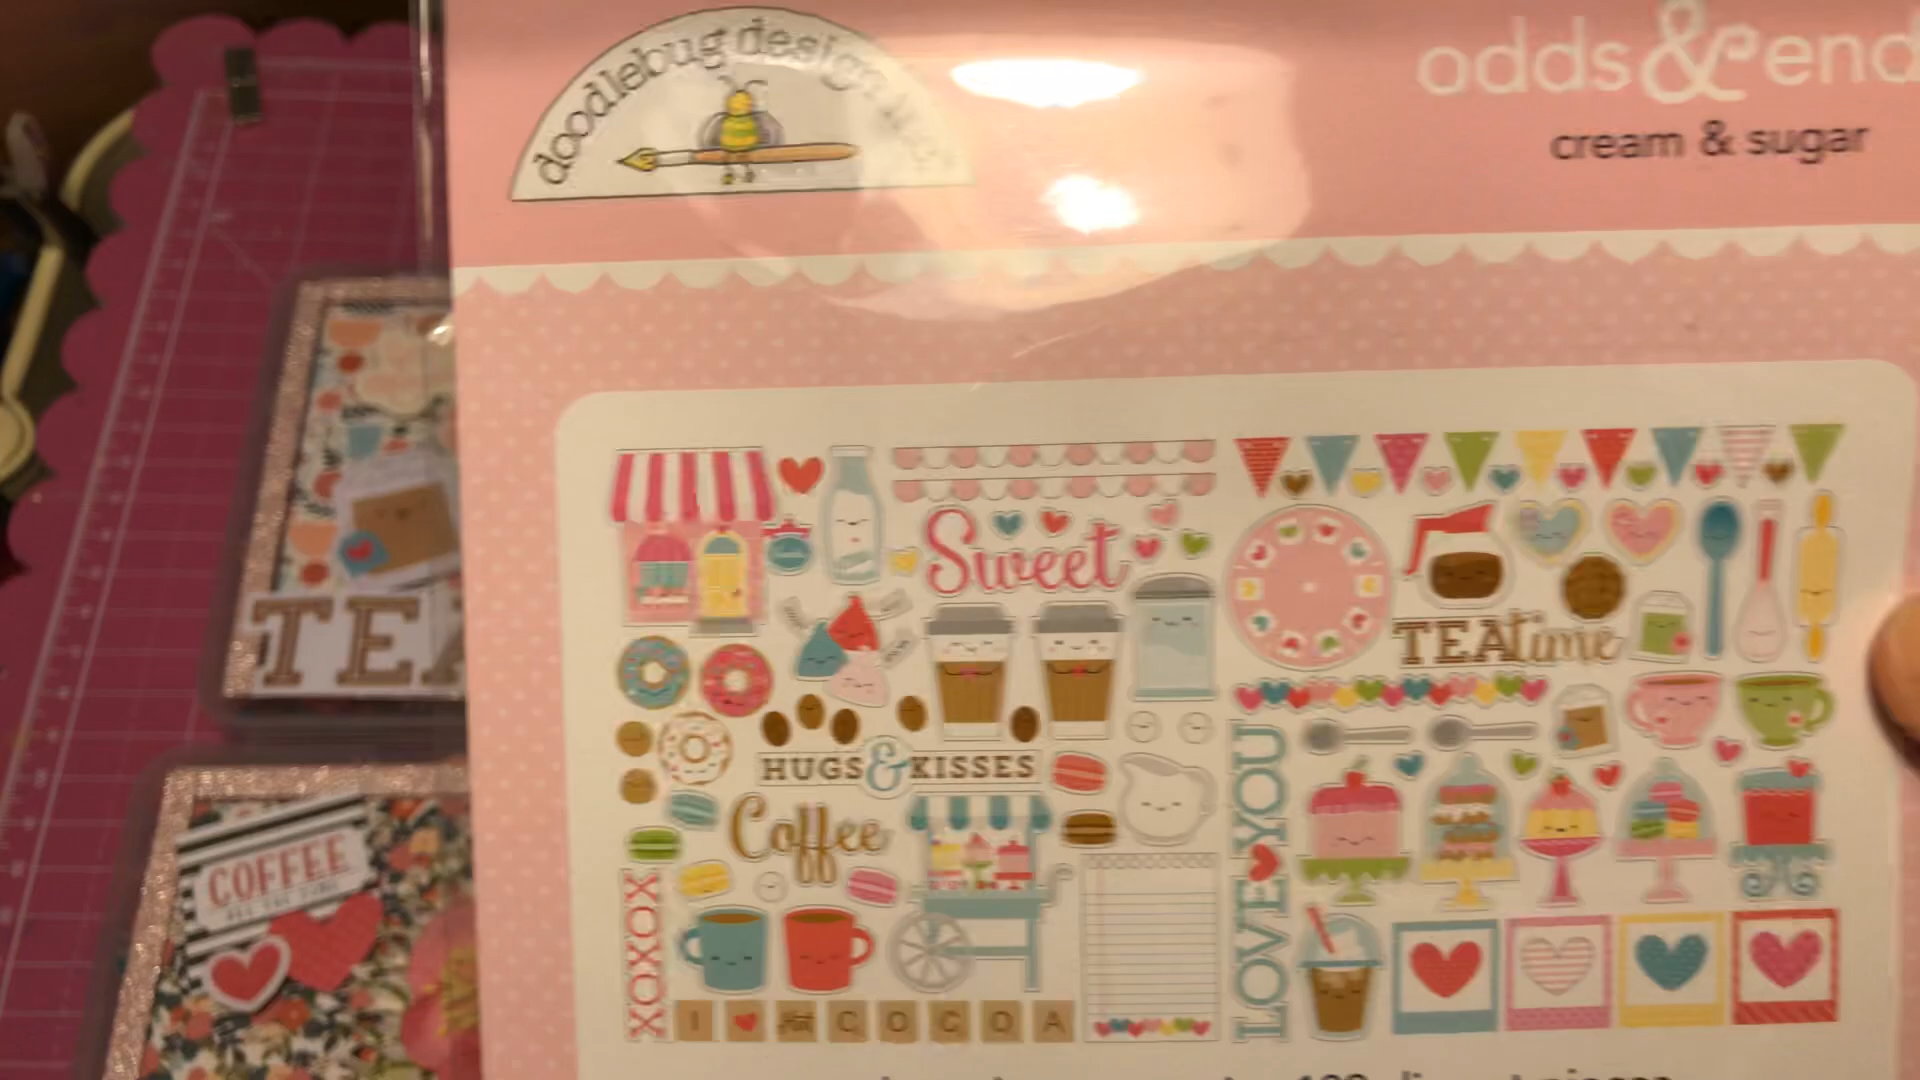 doodlebug design
odds & end
cream & sugar
Sweet
TEAtime
HUGS & KISSES
Coffee
LOVE YOU
XOXOX
I ♥ COCOA
TEA
COFFEE